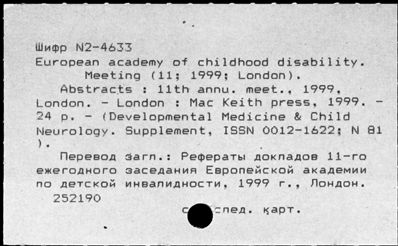 Шифр N2-4633
European academy of childhood disability.
Meeting (11; 1999; London).
Abstracts : 11th annu. meet., 1999,
London. - London : Mac Keith press, 1999. -
24 p. - (Developmental Medicine & Child
Neurology. Supplement, ISSN 0012-1622; N 81
).
Перевод загл.: Рефераты докладов 11-го
ежегодного заседания Европейской академии
по детской инвалидности, 1999 г., Лондон.
252190
след. карт.